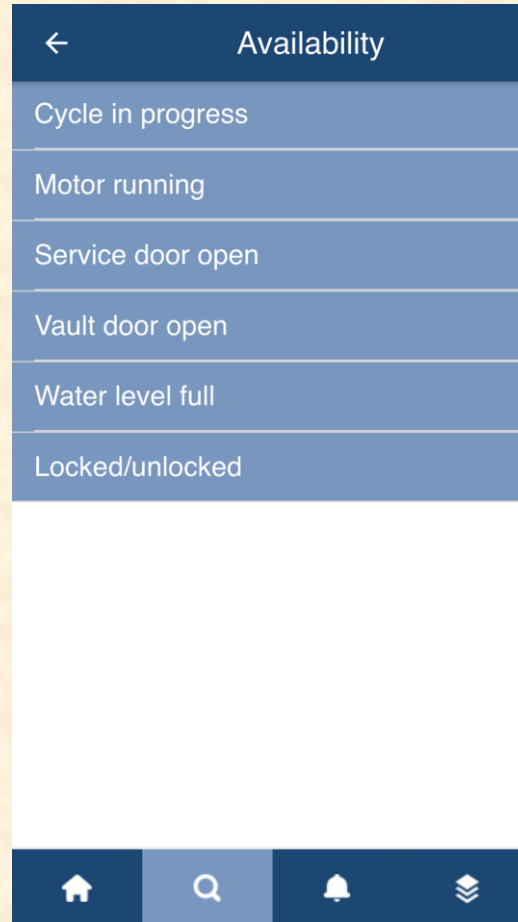 Availability
Cycle in progress
Motor running
Service door open
Vault door open
Water level full
Locked/unlocked